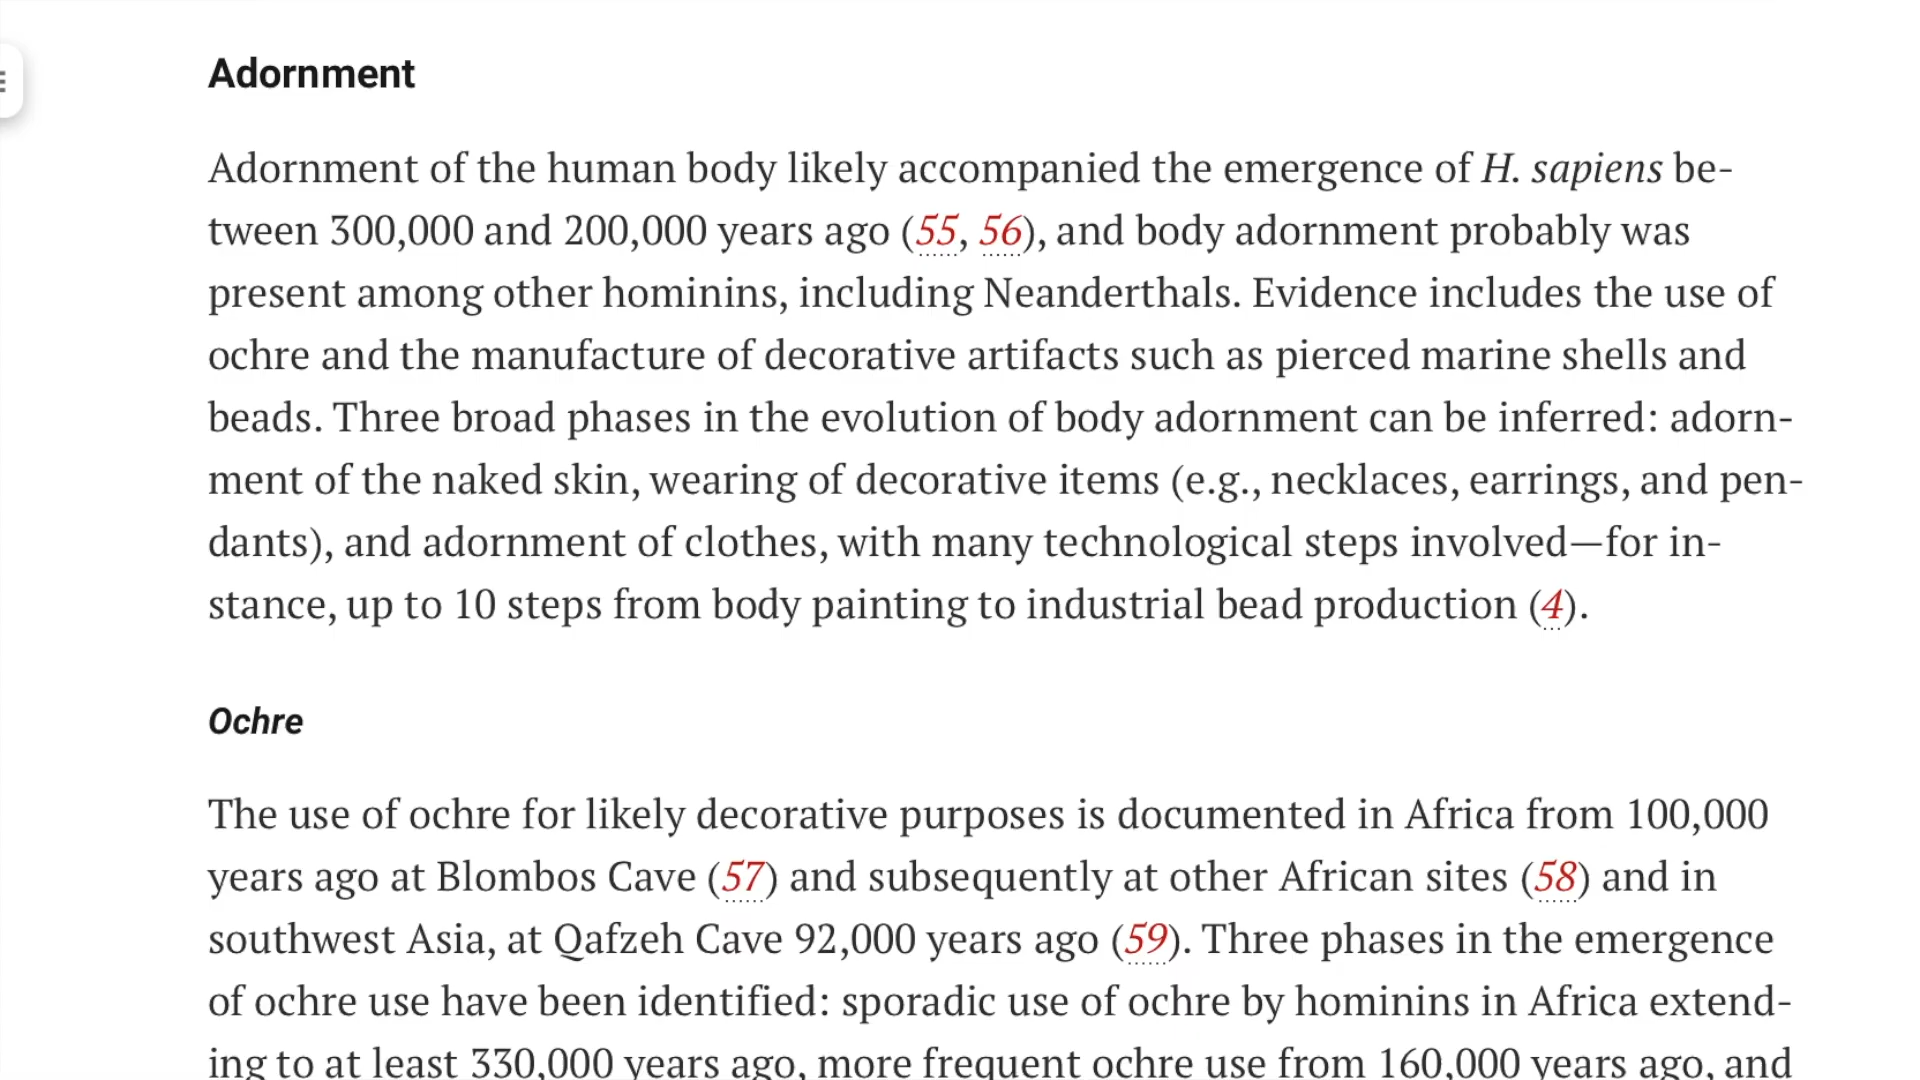 Adornment
Adornment of the human body likely accompanied the emergence of H. sapiens be-
tween 300,000 and 200,000 years ago (55, 56), and body adornment probably was
present among other hominins, including Neanderthals. Evidence includes the use of
ochre and the manufacture of decorative artifacts such as pierced marine shells and
beads. Three broad phases in the evolution of body adornment can be inferred: adorn-
ment of the naked skin, wearing of decorative items (e.g., necklaces, earrings, and pen-
dants), and adornment of clothes, with many technological steps involved—for in-
stance, up to 10 steps from body painting to industrial bead production (4).
Ochre
The use of ochre for likely decorative purposes is documented in Africa from 100,000
years ago at Blombos Cave (57) and subsequently at other African sites (58) and in
southwest Asia, at Qafzeh Cave 92,000 years ago (59). Three phases in the emergence
of ochre use have been identified: sporadic use of ochre by hominins in Africa extend-
ing to at least 330,000 years ago, more frequent ochre use from 160,000 years ago, and